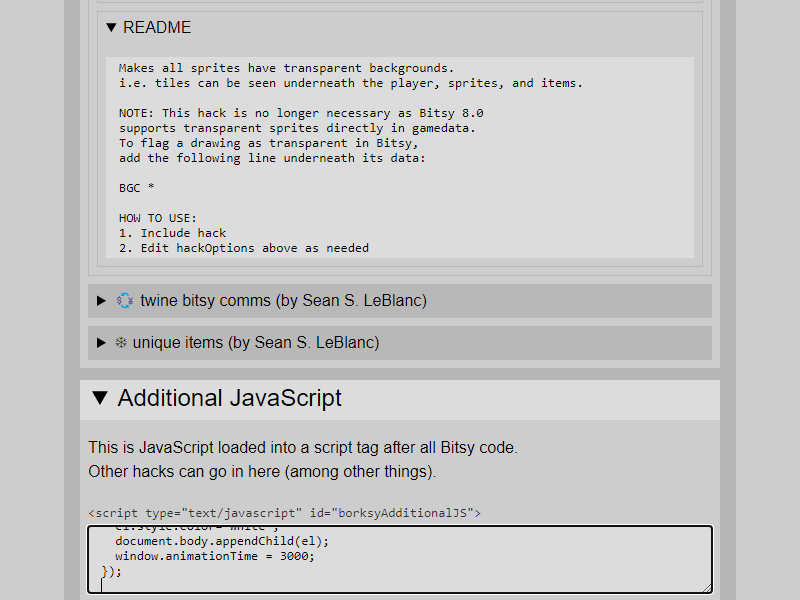 ▼ README
Makes all sprites have transparent backgrounds.
i.e. tiles can be seen underneath the player, sprites, and items.
NOTE: This hack is no longer necessary as Bitsy 8.0
supports transparent sprites directly in gamedata.
To flag a drawing as transparent in Bitsy,
add the following line underneath its data:
BGC *
HOW TO USE:
1. Include hack
2. Edit hackOptions above as needed
▶ 💱 twine bitsy comms (by Sean S. LeBlanc)
▶ ❄ unique items (by Sean S. LeBlanc)
▼ Additional JavaScript
This is JavaScript loaded into a script tag after all Bitsy code.
Other hacks can go in here (among other things).
<script type="text/javascript" id="borksyAdditionalJS">
el.style.color='white';
document.body.appendChild(el);
window.animationTime = 3000;
});